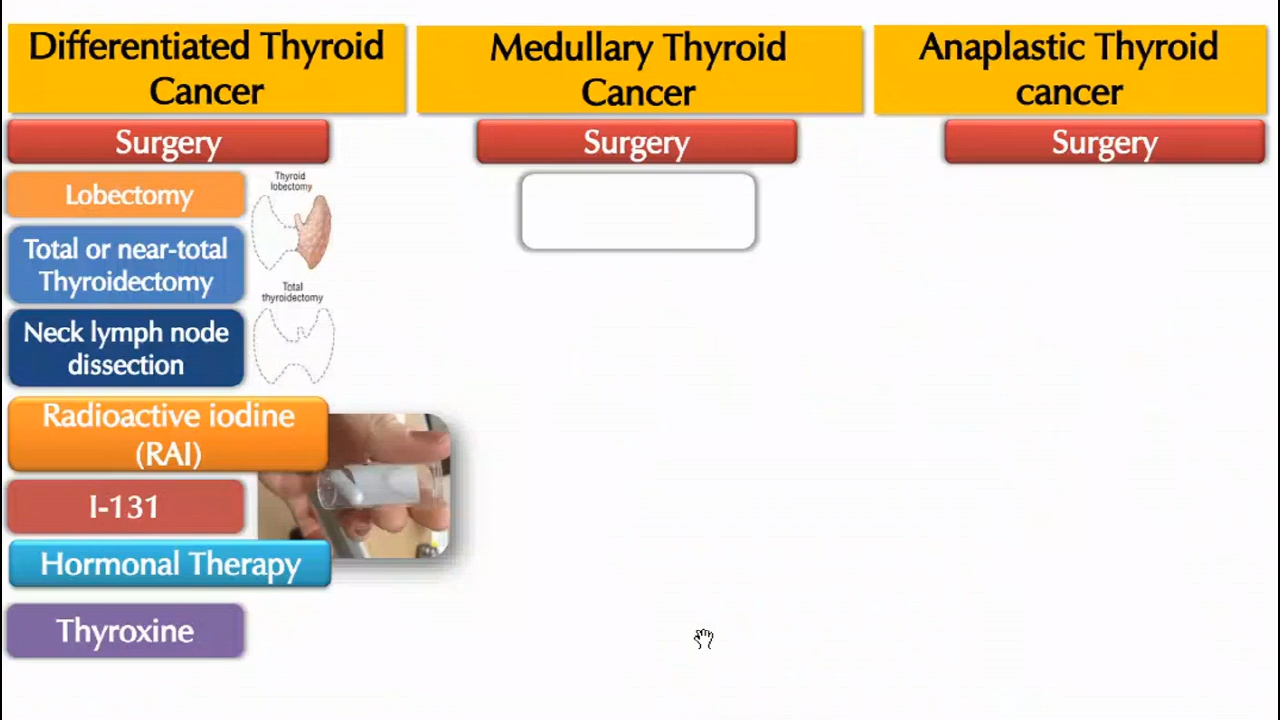 Differentiated Thyroid
Cancer
Medullary Thyroid
Cancer
Anaplastic Thyroid
cancer
Surgery
Surgery
Surgery
Lobectomy
Thyroid
lobectomy
Total or near-total
Thyroidectomy
Total
thyroidectomy
Neck lymph node
dissection
Radioactive iodine
(RAI)
I-131
Hormonal Therapy
Thyroxine